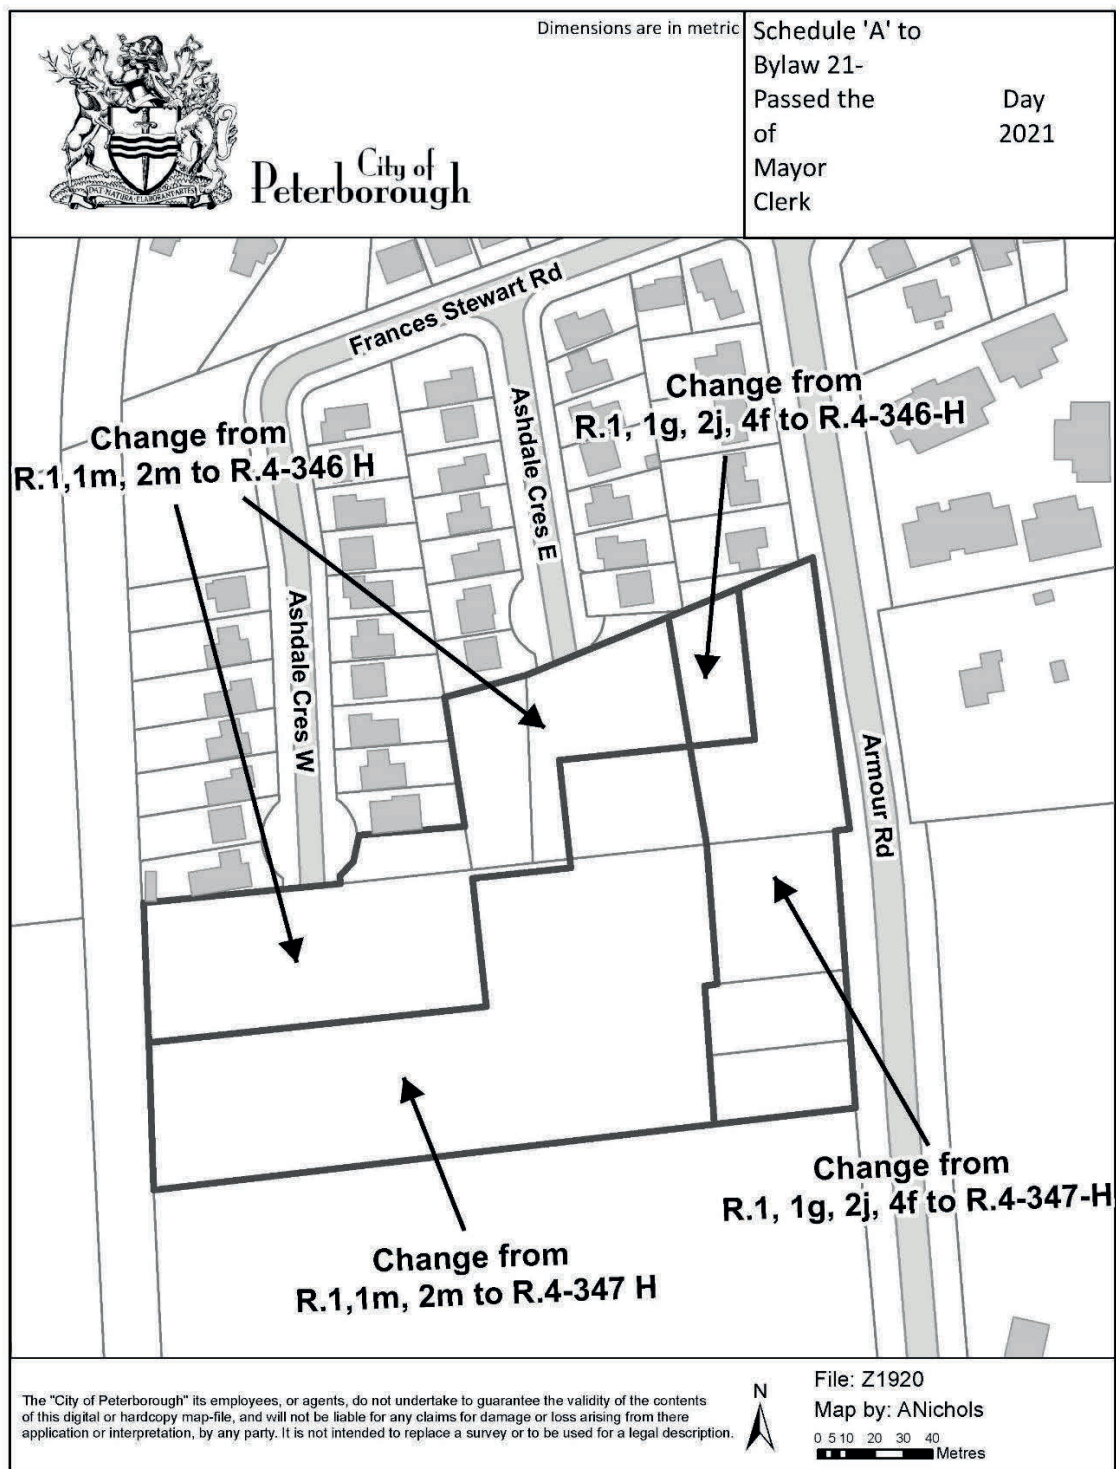 Dimensions are in metric
Schedule 'A' to
Bylaw 21-
Passed the Day
of 2021
Mayor
Clerk
DAT NATURA ELABORANT ARTES
City of
Peterborough
Frances Stewart Rd
Change from
R.1, 1g, 2j, 4f to R.4-346-H
Ashdale Cres E
Change from
R.1,1m, 2m to R.4-346 H
Ashdale Cres W
Armour Rd
Change from
R.1, 1g, 2j, 4f to R.4-347-H
Change from
R.1,1m, 2m to R.4-347 H
The "City of Peterborough" its employees, or agents, do not undertake to guarantee the validity of the contents
of this digital or hardcopy map-file, and will not be liable for any claims for damage or loss arising from there
application or interpretation, by any party. It is not intended to replace a survey or to be used for a legal description.
N
File: Z1920
Map by: ANichols
0 5 10 20 30 40
Metres